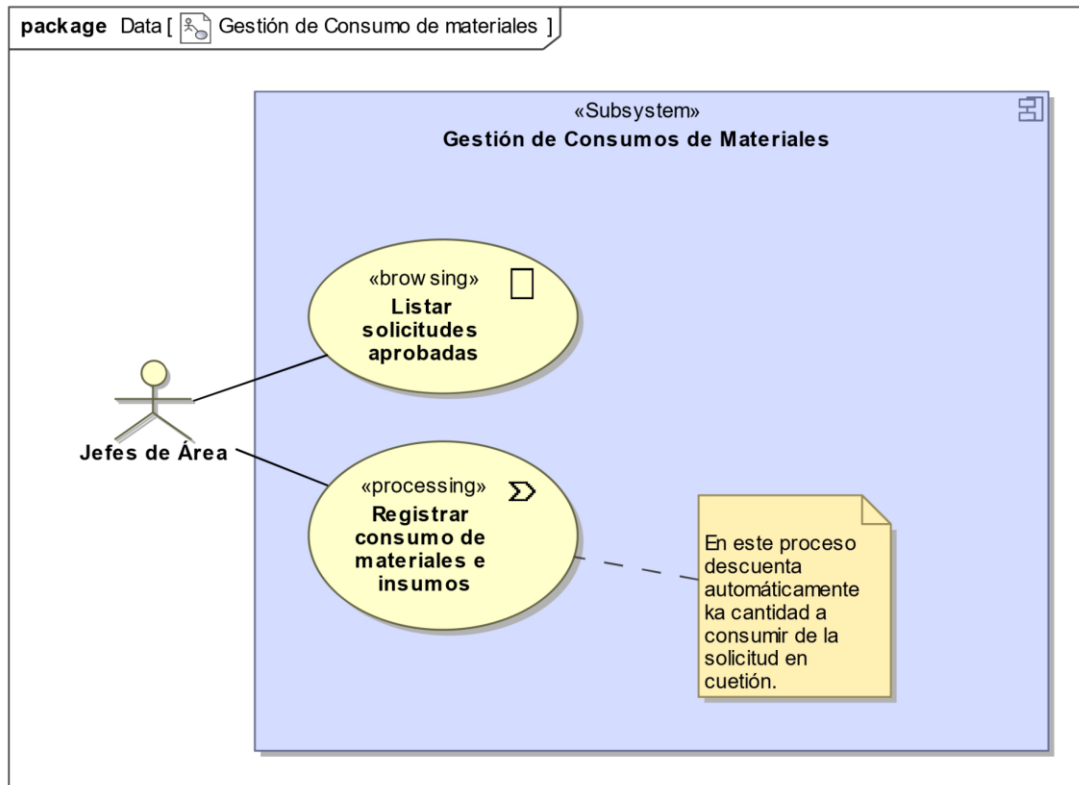 package Data [ Gestión de Consumo de materiales ]
«Subsystem»
Gestión de Consumos de Materiales
«browsing»
Listar
solicitudes
aprobadas
Jefes de Área
«processing»
Registrar
consumo de
materiales e
insumos
En este proceso
descuenta
automáticamente
ka cantidad a
consumir de la
solicitud en
cuetión.